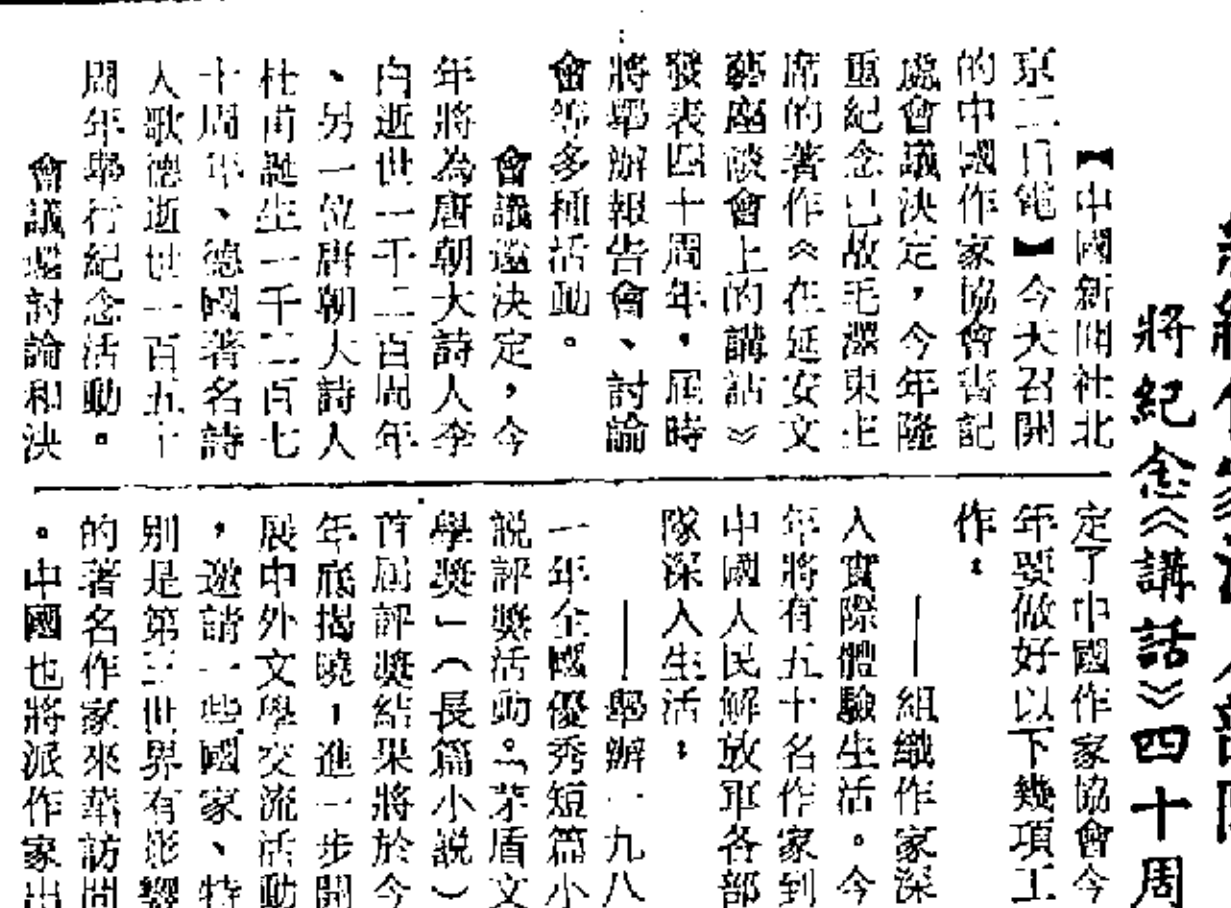 將紀念《講話》四十周
【中國新聞社北
京二日電】今天召開
的中國作家協會書記
處會議決定，今年隆
重紀念已故毛澤東主
席的著作《在延安文
藝座談會上的講話》
發表四十周年，屆時
將舉辦報告會、討論
會等多種活動。
會議還決定，今
年將為唐朝大詩人李
白逝世一千二百周年
、另一位唐朝大詩人
杜甫誕生一千二百七
十周年、德國著名詩
人歌德逝世一百五十
周年舉行紀念活動。
會議還討論和決
定了中國作家協會今
年要做好以下幾項工
作：
——組織作家深
入實際體驗生活。今
年將有五十名作家到
中國人民解放軍各部
隊深入生活；
——舉辦一九八
一年全國優秀短篇小
說評獎活動。「茅盾文
學獎」（長篇小說）
首屆評獎結果將於今
年底揭曉；進一步開
展中外文學交流活動
，邀請一些國家、特
別是第三世界有影響
的著名作家來華訪問
。中國也將派作家出